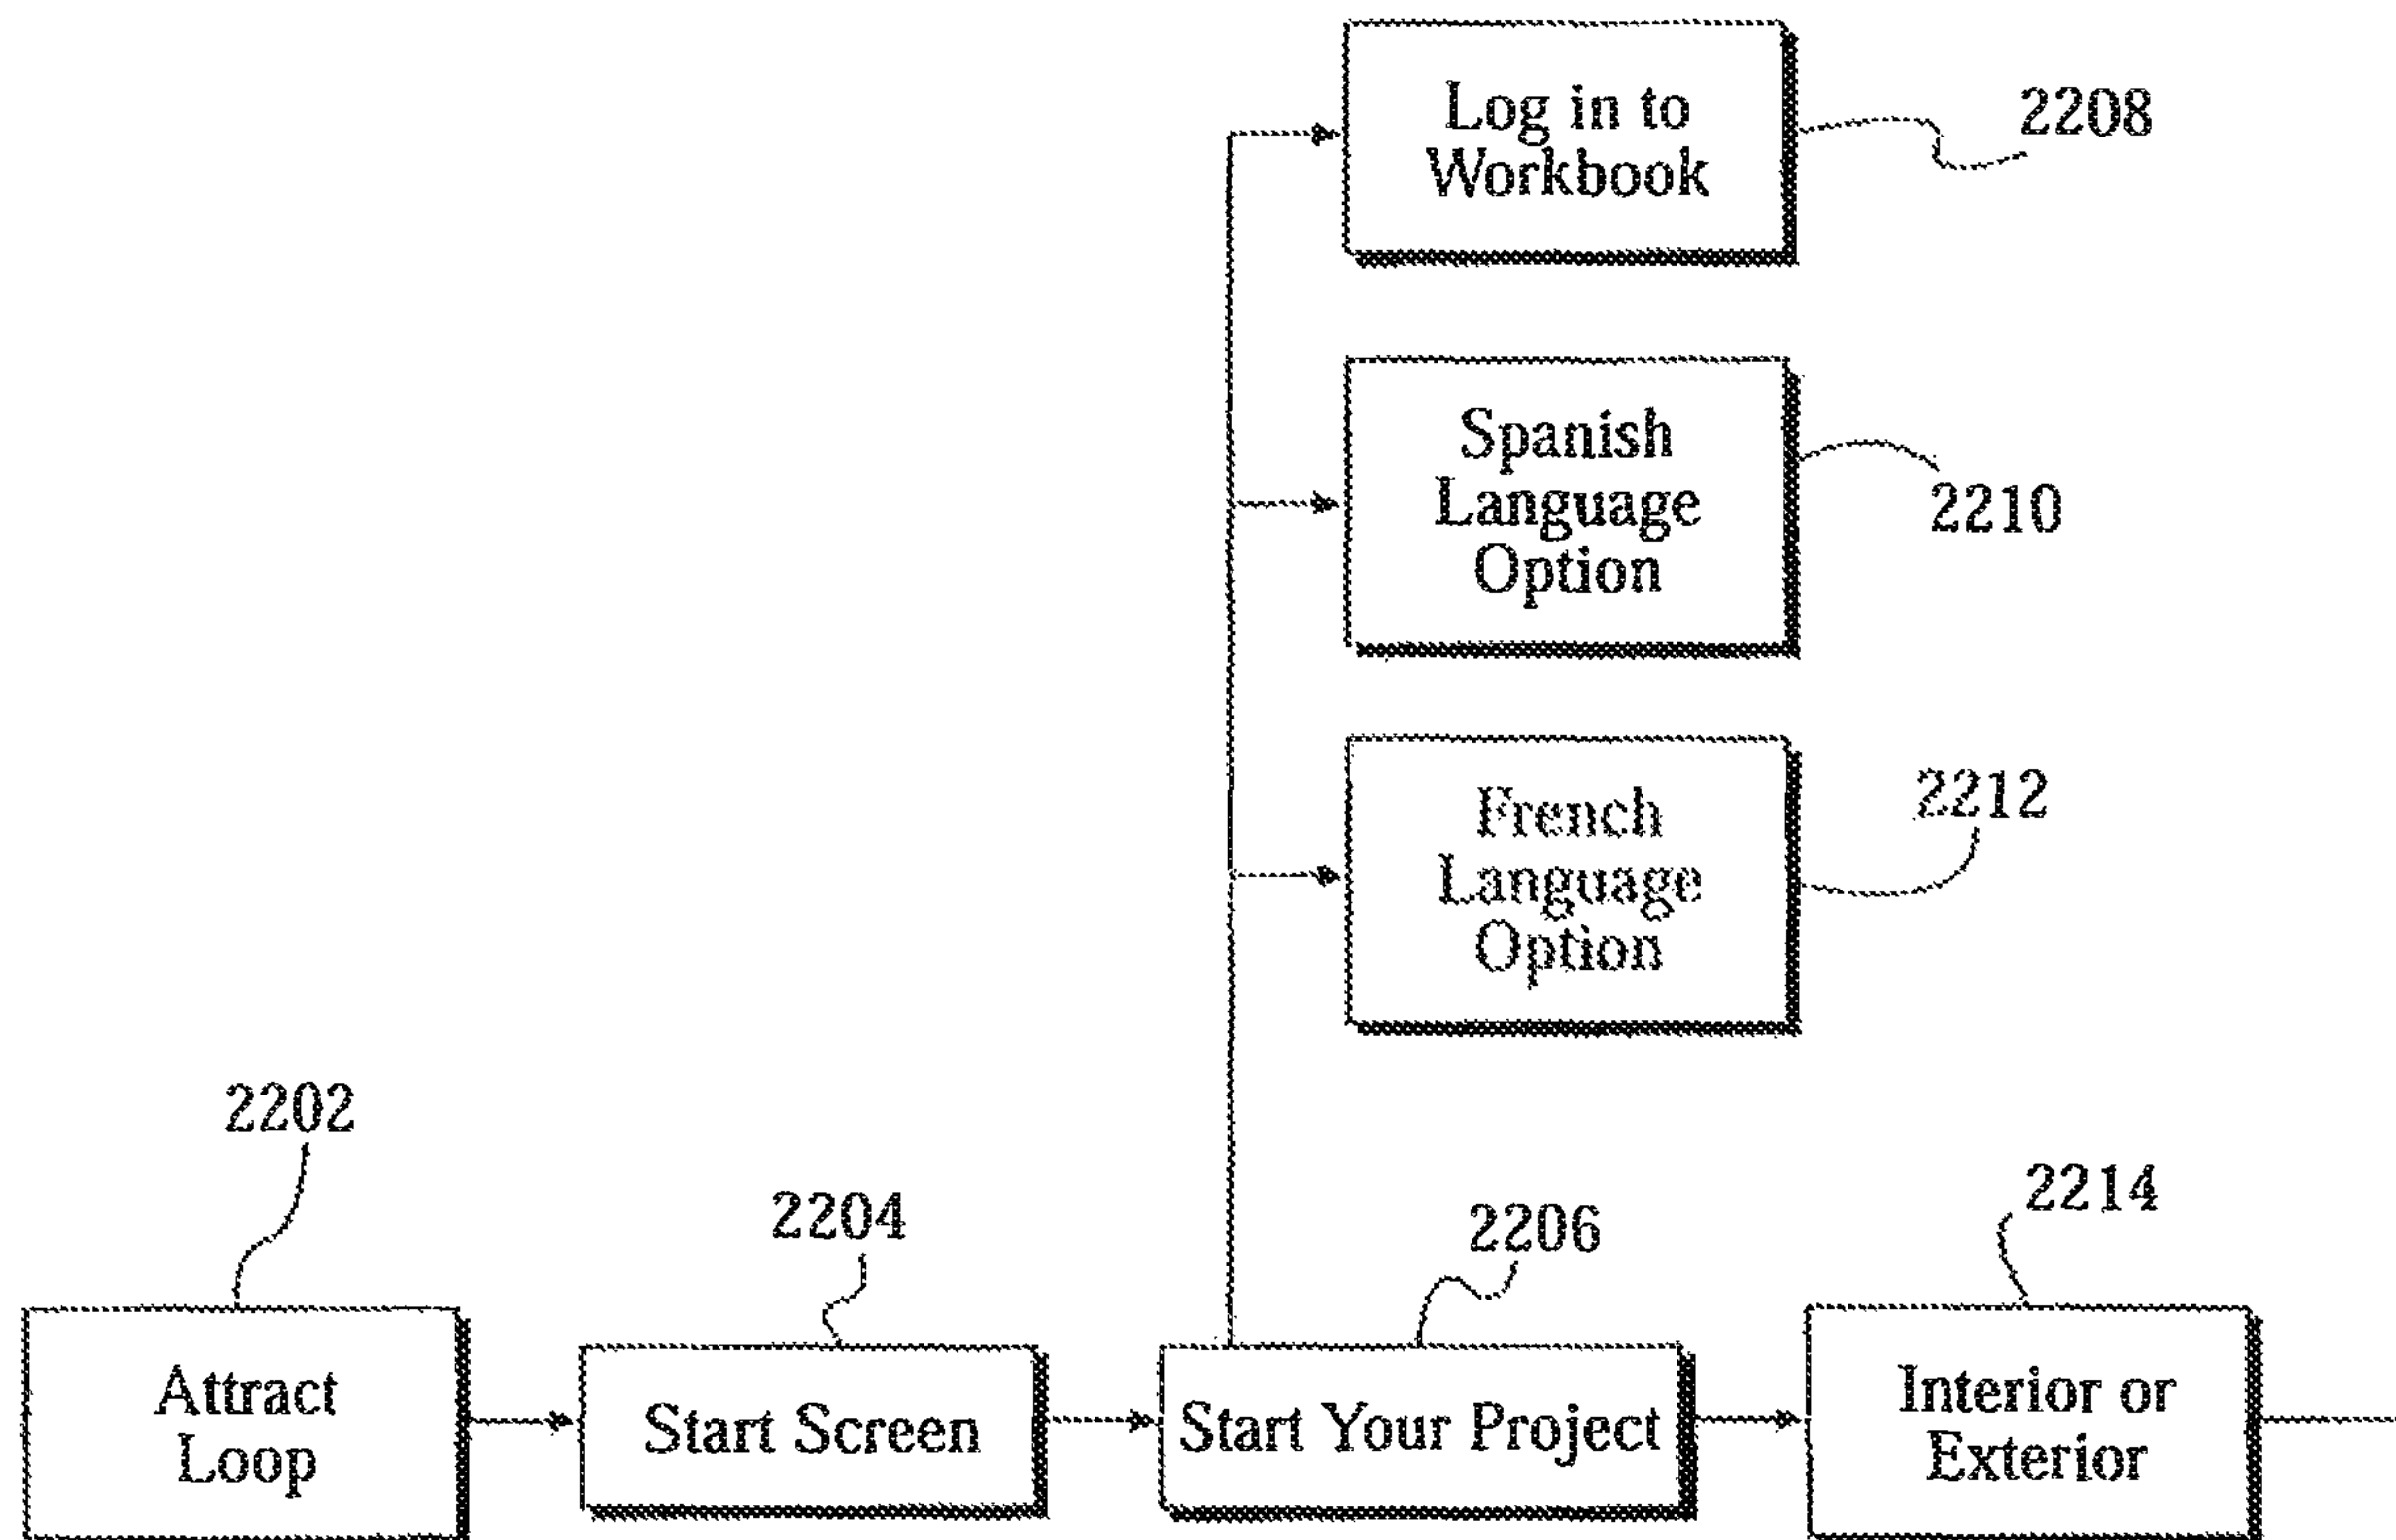 Log in to
Workbook
2208
Spanish
Language
Option
2210
French
Language
Option
2212
2202
2204
2206
2214
Attract
Loop
Start Screen
Start Your Project
Interior or
Exterior